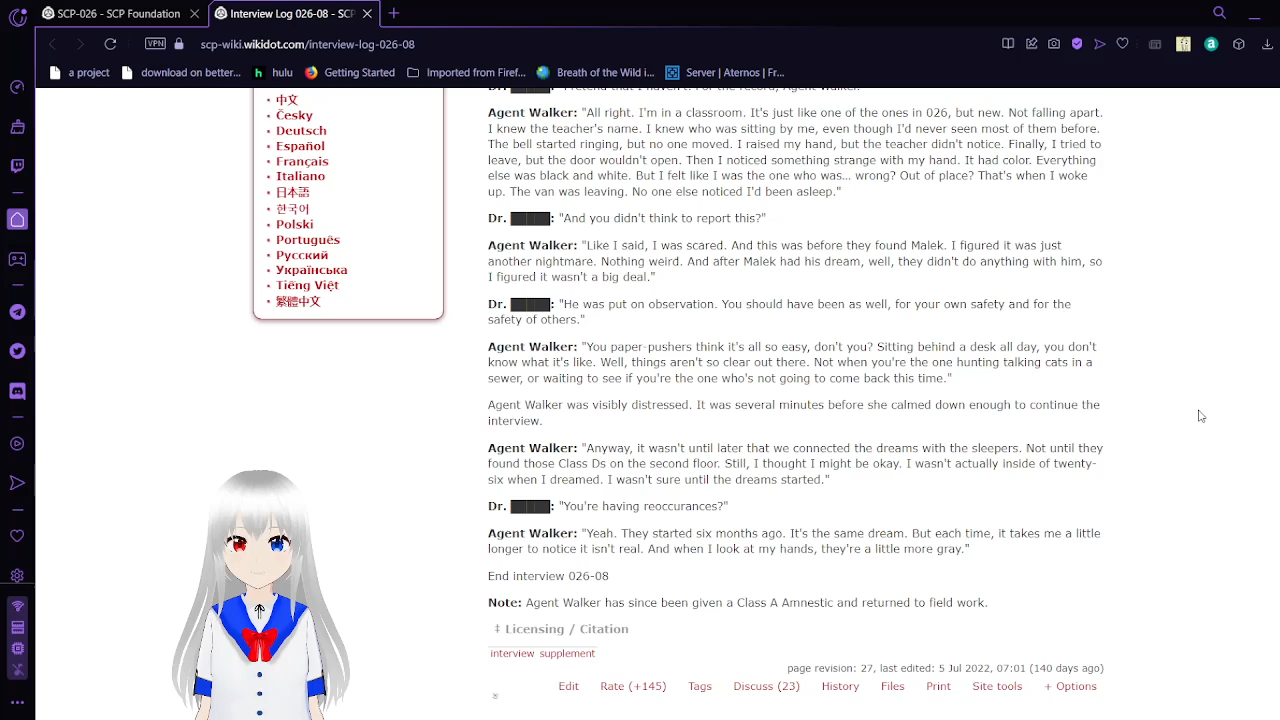 SCP-026 - SCP Foundation
Interview Log 026-08 - SC
VPN
scp-wiki.wikidot.com/interview-log-026-08
a project
download on better...
hulu
Getting Started
Imported from Firef...
Breath of the Wild i...
Server | Aternos | Fr...
中文
Česky
Deutsch
Español
Français
Italiano
日本語
한국어
Polski
Português
Русский
Українська
Tiếng Việt
繁體中文
Dr. "Pretend that I haven't. For the record, Agent Walker."
Agent Walker: "All right. I'm in a classroom. It's just like one of the ones in 026, but new. Not falling apart.
I knew the teacher's name. I knew who was sitting by me, even though I'd never seen most of them before.
The bell started ringing, but no one moved. I raised my hand, but the teacher didn't notice. Finally, I tried to
leave, but the door wouldn't open. Then I noticed something strange with my hand. It had color. Everything
else was black and white. But I felt like I was the one who was... wrong? Out of place? That's when I woke
up. The van was leaving. No one else noticed I'd been asleep."
Dr. ████: "And you didn't think to report this?"
Agent Walker: "Like I said, I was scared. And this was before they found Malek. I figured it was just
another nightmare. Nothing weird. And after Malek had his dream, well, they didn't do anything with him, so
I figured it wasn't a big deal."
Dr. ████: "He was put on observation. You should have been as well, for your own safety and for the
safety of others."
Agent Walker: "You paper-pushers think it's all so easy, don't you? Sitting behind a desk all day, you don't
know what it's like. Well, things aren't so clear out there. Not when you're the one hunting talking cats in a
sewer, or waiting to see if you're the one who's not going to come back this time."
Agent Walker was visibly distressed. It was several minutes before she calmed down enough to continue the
interview.
Agent Walker: "Anyway, it wasn't until later that we connected the dreams with the sleepers. Not until they
found those Class Ds on the second floor. Still, I thought I might be okay. I wasn't actually inside of twenty-
six when I dreamed. I wasn't sure until the dreams started."
Dr. ████: "You're having reoccurances?"
Agent Walker: "Yeah. They started six months ago. It's the same dream. But each time, it takes me a little
longer to notice it isn't real. And when I look at my hands, they're a little more gray."
End interview 026-08
Note: Agent Walker has since been given a Class A Amnestic and returned to field work.
‡ Licensing / Citation
interview supplement
page revision: 27, last edited: 5 Jul 2022, 07:01 (140 days ago)
Edit Rate (+145) Tags Discuss (23) History Files Print Site tools + Options